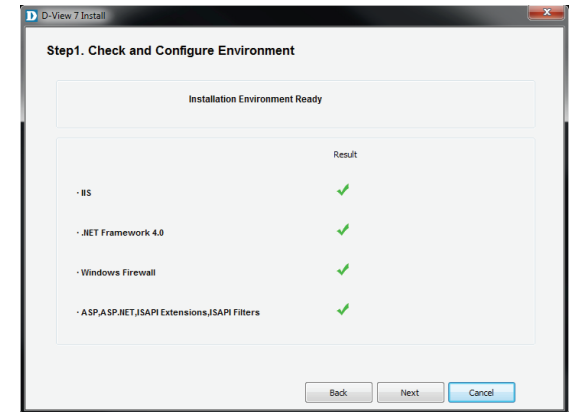 D D-View 7 Install
Step1. Check and Configure Environment
Installation Environment Ready
Result
· IIS
· .NET Framework 4.0
· Windows Firewall
· ASP,ASP.NET,ISAPI Extensions,ISAPI Filters
Back Next Cancel